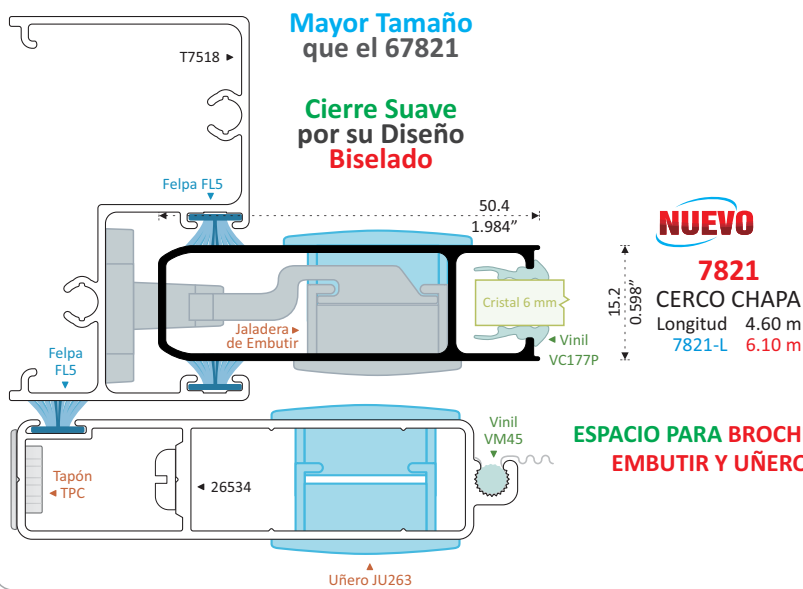 Mayor Tamaño
que el 67821
T7518
Cierre Suave
por su Diseño
Biselado
Felpa FL5
50.4
1.984”
NUEVO
7821
CERCO CHAPA
Longitud 4.60 m
7821-L 6.10 m
15.2
0.598”
Cristal 6 mm
Jaladera
de Embutir
Vinil
VC177P
Felpa
FL5
Vinil
VM45
ESPACIO PARA BROCH
EMBUTIR Y UÑERO
Tapón
TPC
26534
Uñero JU263